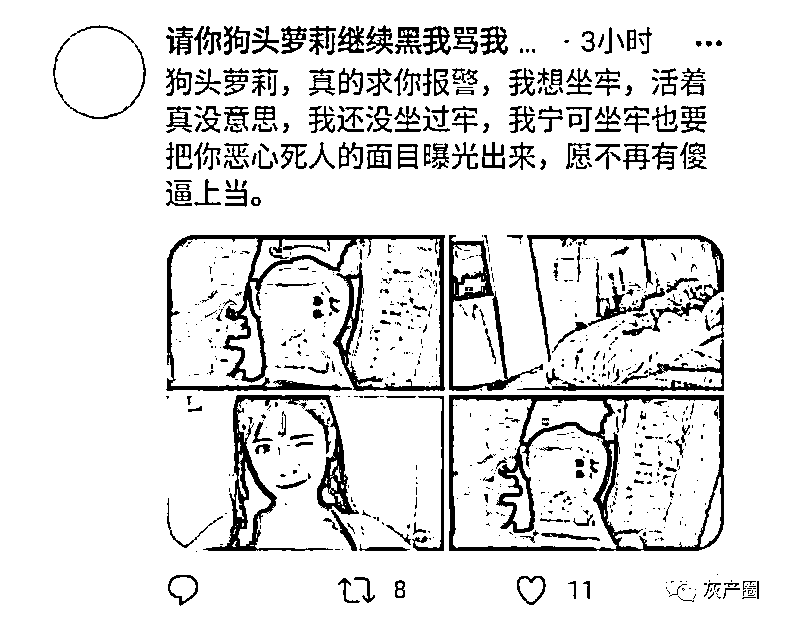 请你狗头萝莉继续黑我骂我 ... · 3小时
狗头萝莉，真的求你报警，我想坐牢，活着
真没意思，我还没坐过牢，我宁可坐牢也要
把你恶心死人的面目曝光出来，愿不再有傻
逼上当。
8 11
灰产圈